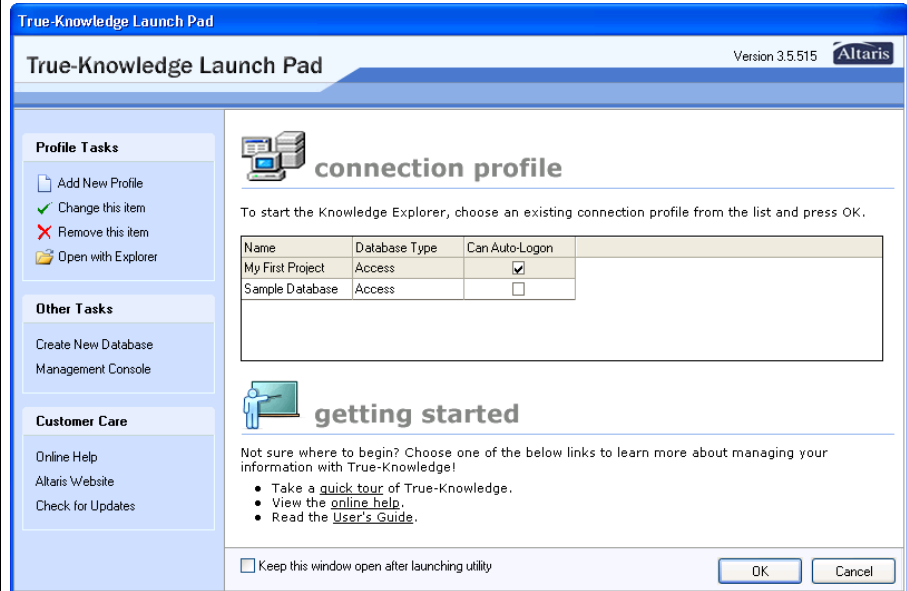 True-Knowledge Launch Pad
True-Knowledge Launch Pad
Version 3.5.515
Altaris
Profile Tasks
Add New Profile
Change this item
Remove this item
Open with Explorer
Other Tasks
Create New Database
Management Console
Customer Care
Online Help
Altaris Website
Check for Updates
connection profile
To start the Knowledge Explorer, choose an existing connection profile from the list and press OK.
Name Database Type Can Auto-Logon
My First Project Access
Sample Database Access
getting started
Not sure where to begin? Choose one of the below links to learn more about managing your
information with True-Knowledge!
Take a quick tour of True-Knowledge.
View the online help.
Read the User's Guide.
Keep this window open after launching utility
OK Cancel